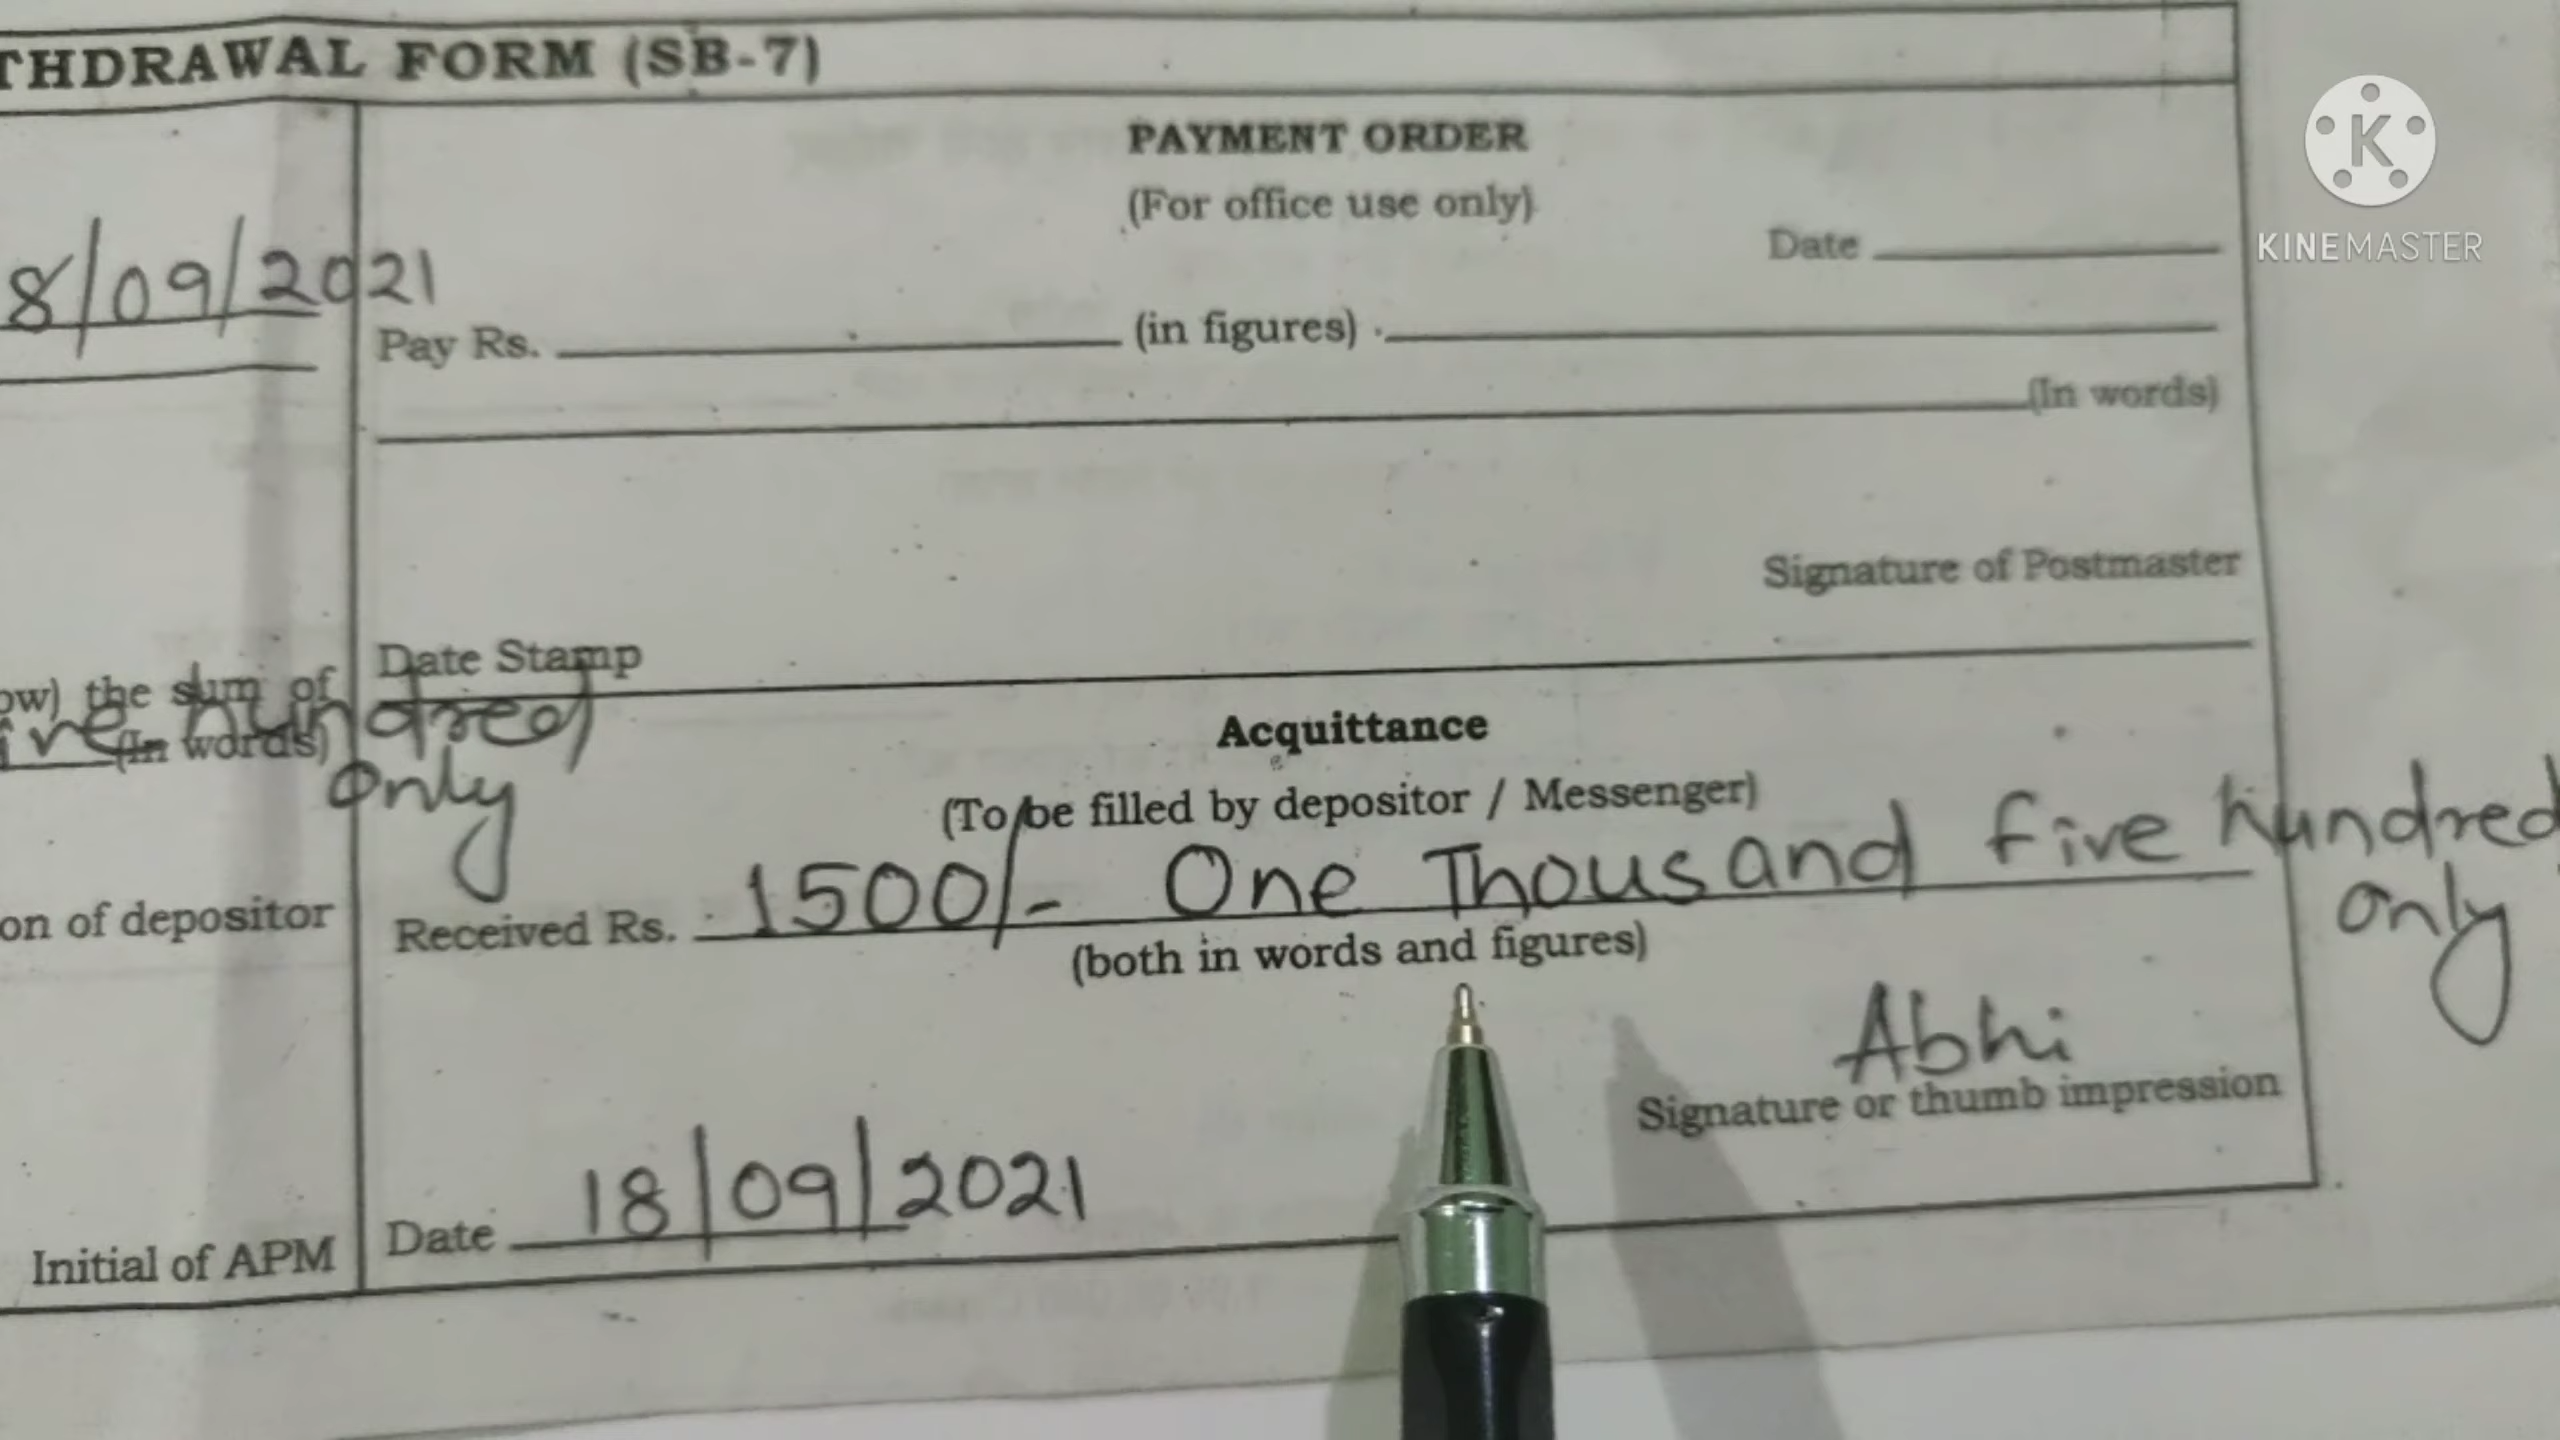 THDRAWAL FORM (SB-7)
8/09/2021
PAYMENT ORDER
(For office use only)
Date
Pay Rs. (in figures)
(In words)
Signature of Postmaster
Date Stamp
ow) the sum of
ive hundred
(In words)
only
on of depositor
Initial of APM
Acquittance
(To be filled by depositor / Messenger)
Received Rs. 1500/- One Thousand five hundred
only
(both in words and figures)
Abhi
Signature or thumb impression
Date 18/09/2021
K
KINEMASTER